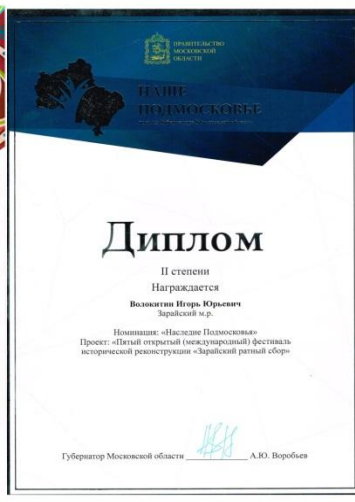 ПРАВИТЕЛЬСТВО
МОСКОВСКОЙ
ОБЛАСТИ
НАШЕ
ПОДМОСКОВЬЕ
Диплом
II степени
Награждается
Волокитин Игорь Юрьевич
Зарайский м.р.
Номинация: «Наследие Подмосковья»
Проект: «Пятый открытый (международный) фестиваль
исторической реконструкции «Зарайский ратный сбор»
Губернатор Московской области А.Ю. Воробьев